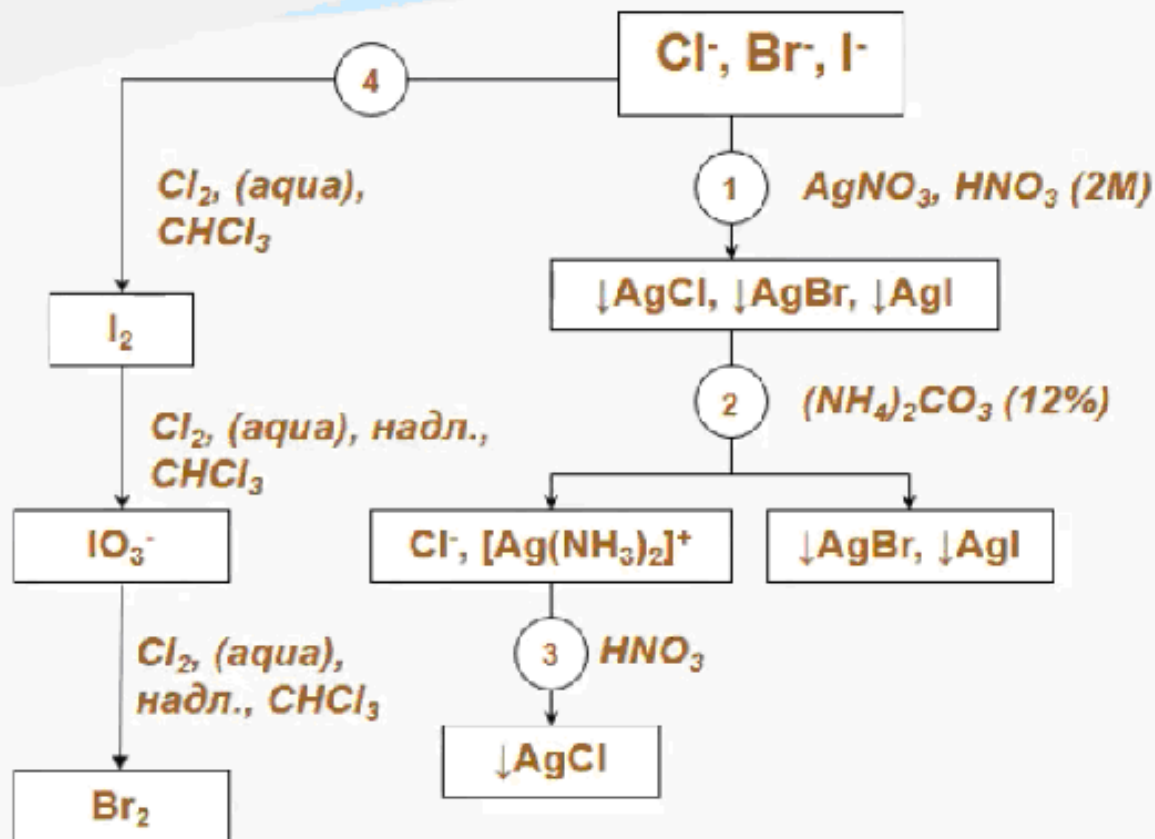 Cl⁻, Br⁻, I⁻
4
Cl₂, (aqua),
CHCl₃
1
AgNO₃, HNO₃ (2M)
↓AgCl, ↓AgBr, ↓AgI
I₂
2
(NH₄)₂CO₃ (12%)
Cl₂, (aqua), надл.,
CHCl₃
IO₃⁻
Cl⁻, [Ag(NH₃)₂]⁺
↓AgBr, ↓AgI
Cl₂, (aqua),
надл., CHCl₃
3
HNO₃
↓AgCl
Br₂